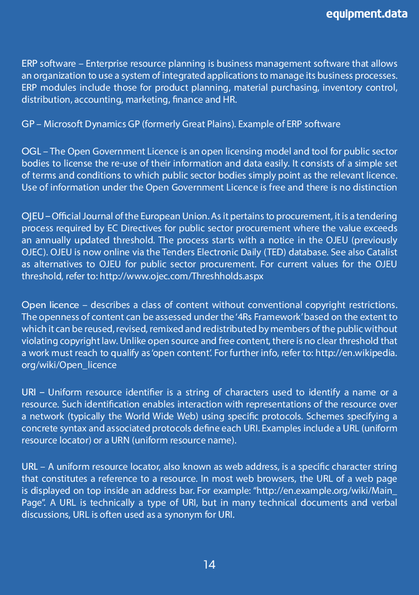 equipment.data
ERP software – Enterprise resource planning is business management software that allows
an organization to use a system of integrated applications to manage its business processes.
ERP modules include those for product planning, material purchasing, inventory control,
distribution, accounting, marketing, finance and HR.
GP – Microsoft Dynamics GP (formerly Great Plains). Example of ERP software
OGL – The Open Government Licence is an open licensing model and tool for public sector
bodies to license the re-use of their information and data easily. It consists of a simple set
of terms and conditions to which public sector bodies simply point as the relevant licence.
Use of information under the Open Government Licence is free and there is no distinction
OJEU – Official Journal of the European Union. As it pertains to procurement, it is a tendering
process required by EC Directives for public sector procurement where the value exceeds
an annually updated threshold. The process starts with a notice in the OJEU (previously
OJEC). OJEU is now online via the Tenders Electronic Daily (TED) database. See also Catalist
as alternatives to OJEU for public sector procurement. For current values for the OJEU
threshold, refer to: http://www.ojec.com/Threshholds.aspx
Open licence – describes a class of content without conventional copyright restrictions.
The openness of content can be assessed under the '4Rs Framework' based on the extent to
which it can be reused, revised, remixed and redistributed by members of the public without
violating copyright law. Unlike open source and free content, there is no clear threshold that
a work must reach to qualify as 'open content'. For further info, refer to: http://en.wikipedia.
org/wiki/Open_licence
URI – Uniform resource identifier is a string of characters used to identify a name or a
resource. Such identification enables interaction with representations of the resource over
a network (typically the World Wide Web) using specific protocols. Schemes specifying a
concrete syntax and associated protocols define each URI. Examples include a URL (uniform
resource locator) or a URN (uniform resource name).
URL – A uniform resource locator, also known as web address, is a specific character string
that constitutes a reference to a resource. In most web browsers, the URL of a web page
is displayed on top inside an address bar. For example: "http://en.example.org/wiki/Main_
Page". A URL is technically a type of URI, but in many technical documents and verbal
discussions, URL is often used as a synonym for URI.
14